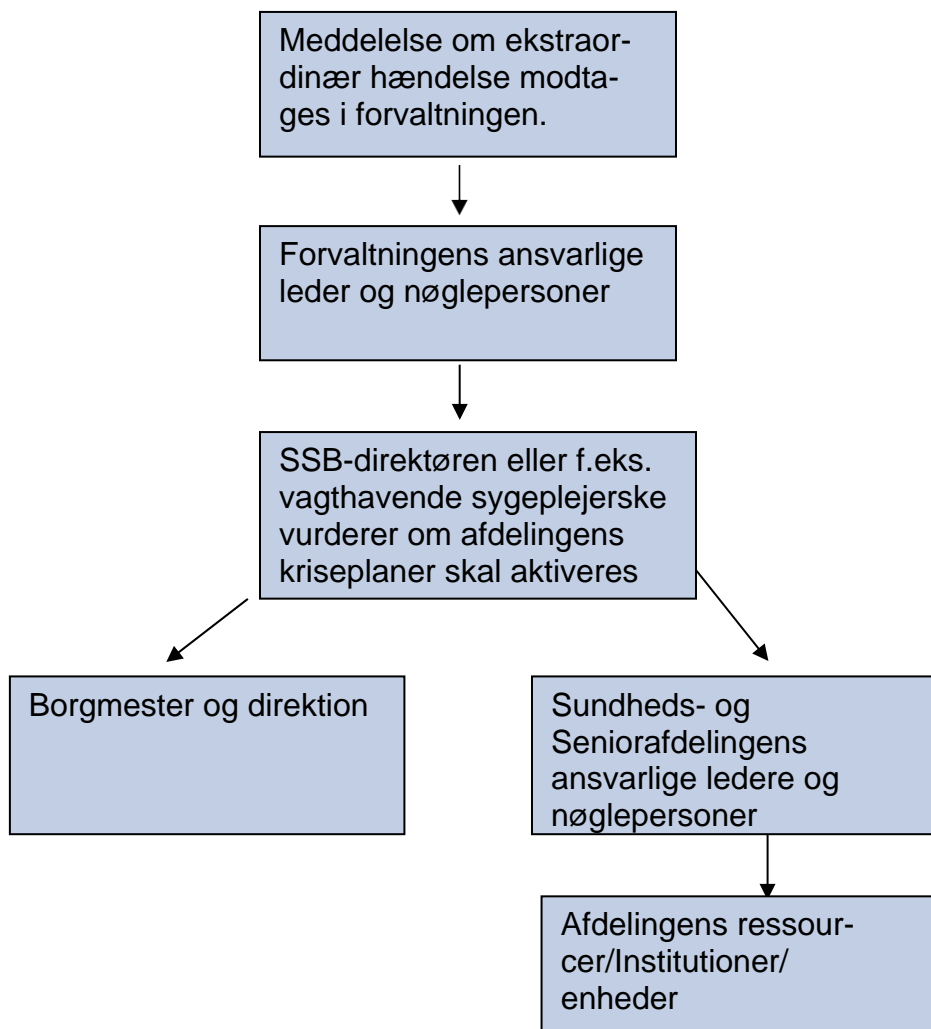 Meddelelse om ekstraor-
dinær hændelse modta-
ges i forvaltningen.
Forvaltningens ansvarlige
leder og nøglepersoner
SSB-direktøren eller f.eks.
vagthavende sygeplejerske
vurderer om afdelingens
kriseplaner skal aktiveres
Borgmester og direktion
Sundheds- og
Seniorafdelingens
ansvarlige ledere og
nøglepersoner
Afdelingens ressour-
cer/Institutioner/
enheder